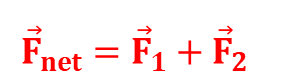 F⃗net = F⃗1 + F⃗2